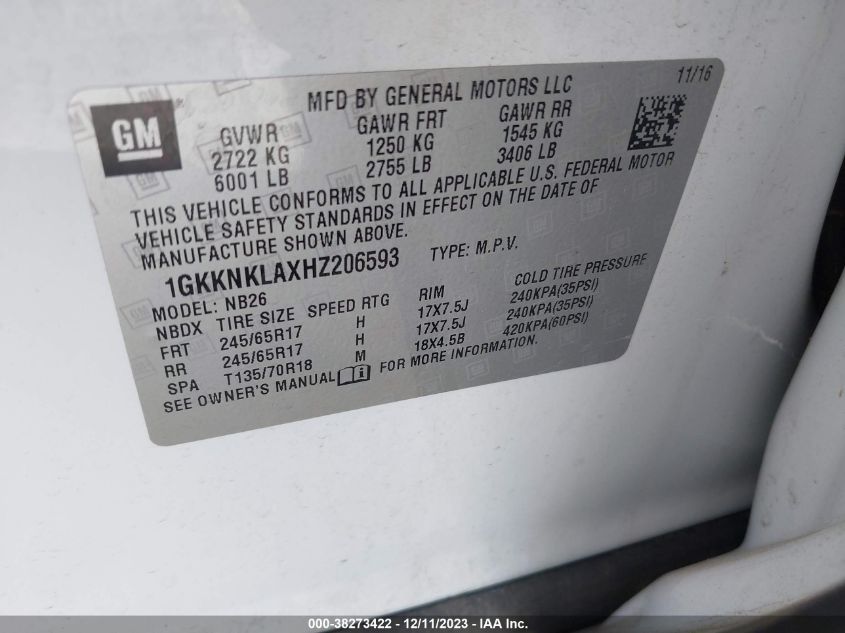 11/16
MFD BY GENERAL MOTORS LLC
GM
GVWR GAWR FRT GAWR RR
2722 KG 1250 KG 1545 KG
6001 LB 2755 LB 3406 LB
THIS VEHICLE CONFORMS TO ALL APPLICABLE U.S. FEDERAL MOTOR
VEHICLE SAFETY STANDARDS IN EFFECT ON THE DATE OF
MANUFACTURE SHOWN ABOVE.
1GKKNKLAXHZ206593 TYPE: M.P.V.
MODEL: NB26
NBDX TIRE SIZE SPEED RTG RIM COLD TIRE PRESSURE
FRT 245/65R17 H 17X7.5J 240KPA(35PSI)
RR 245/65R17 H 17X7.5J 240KPA(35PSI)
SPA T135/70R18 M 18X4.5B 420KPA(60PSI)
SEE OWNER'S MANUAL FOR MORE INFORMATION.
000-38273422 - 12/11/2023 - IAA Inc.